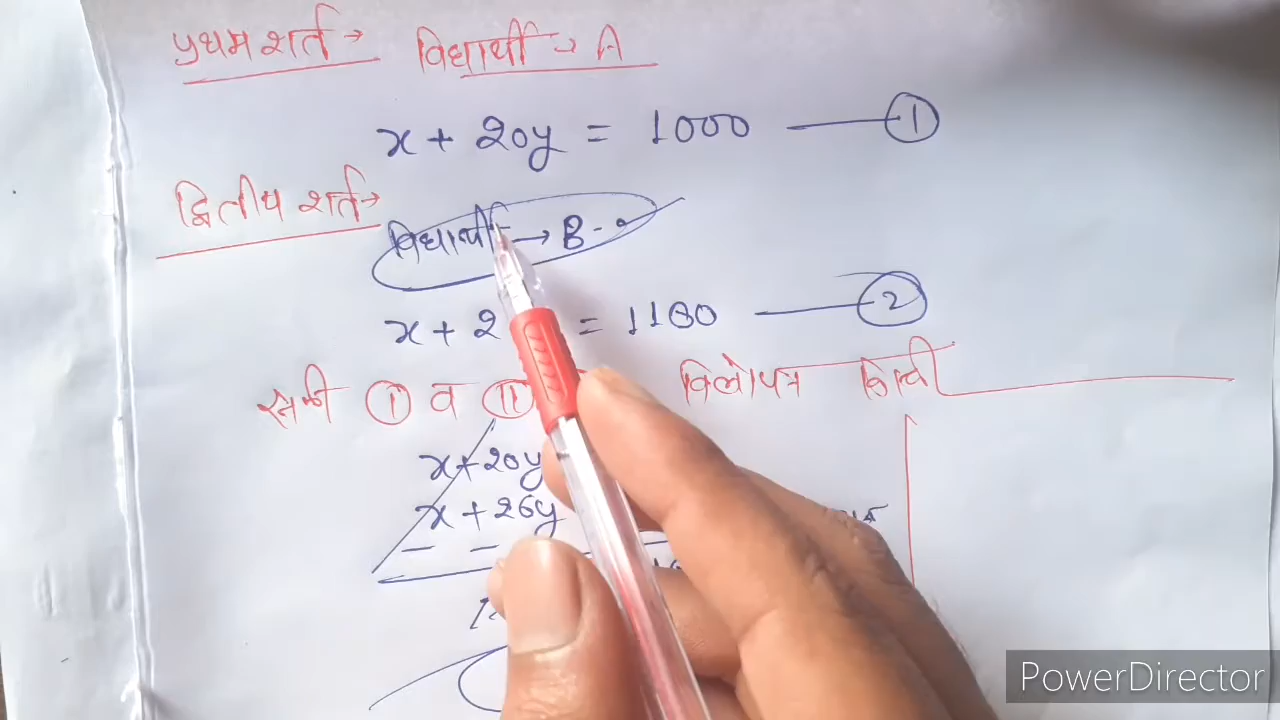 प्रथम शर्त → विद्यार्थी → A
x + 20y = 1000 — ①
द्वितीय शर्त →
विद्यार्थी → B -
x + 2 = 1180 — ②
समी ① व ⑪ विलोपन विधी
x + 20y
x + 26y
PowerDirector